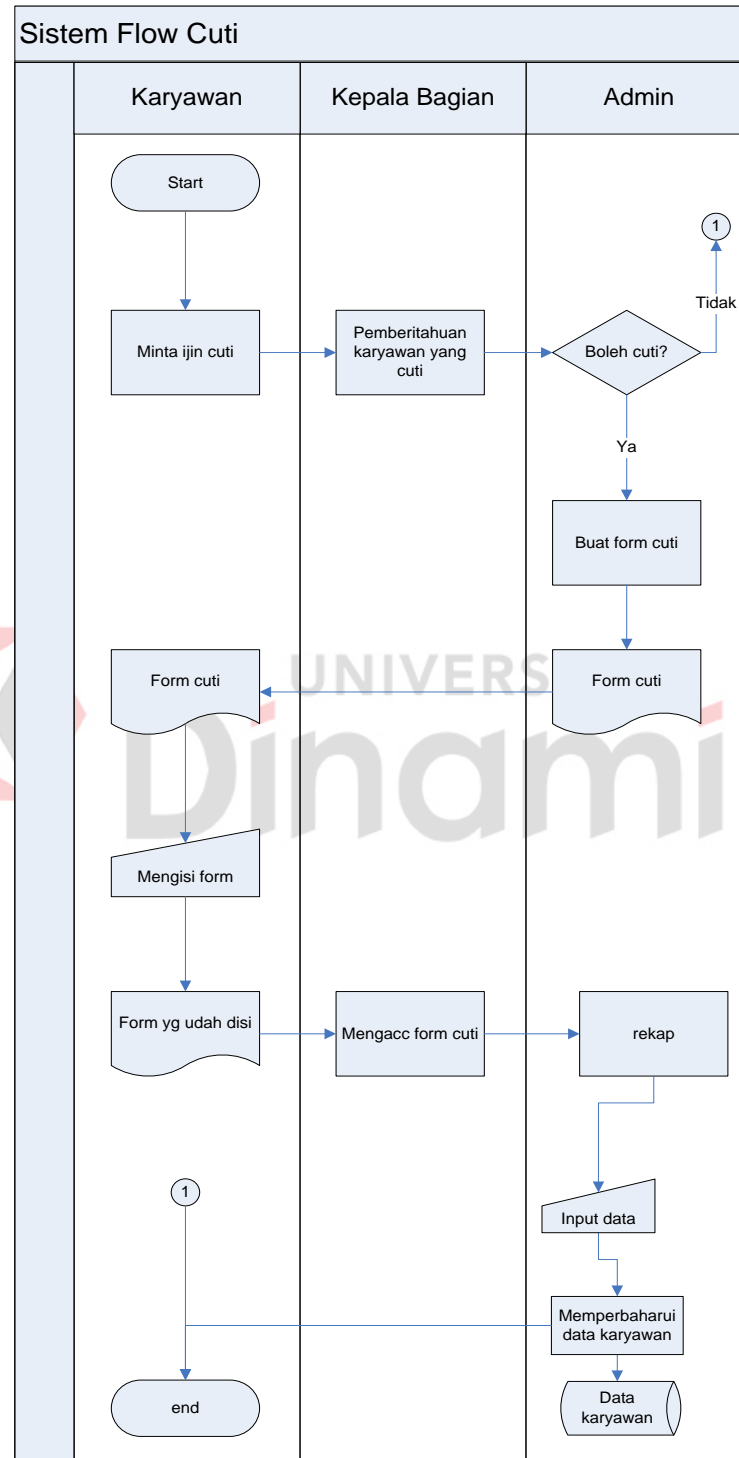 Sistem Flow Cuti
Karyawan
Kepala Bagian
Admin
Start
1
Tidak
Minta ijin cuti
Pemberitahuan
karyawan yang
cuti
Boleh cuti?
Ya
Buat form cuti
UNIVERS
Dinami
Form cuti
Form cuti
Mengisi form
Form yg udah disi
Mengacc form cuti
rekap
1
Input data
Memperbaharui
data karyawan
end
Data
karyawan